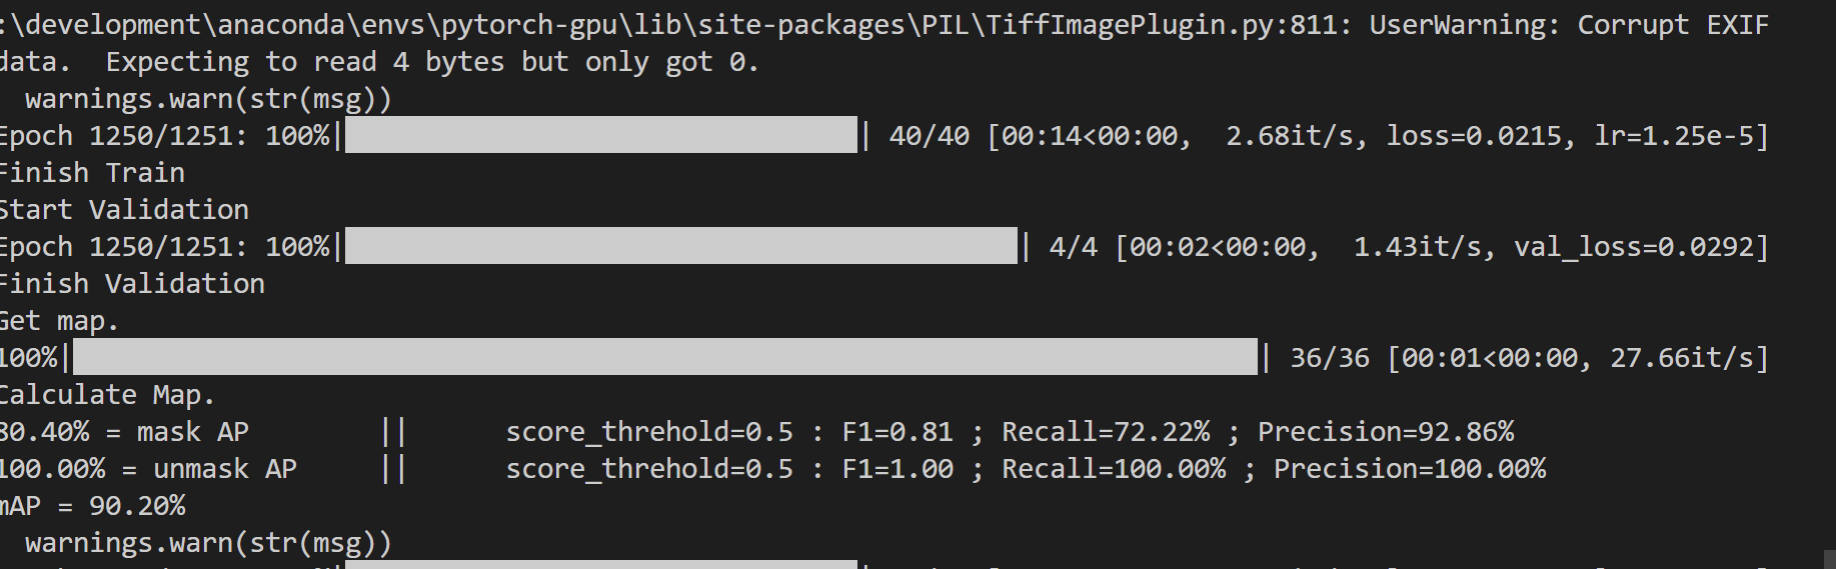 :\development\anaconda\envs\pytorch-gpu\lib\site-packages\PIL\TiffImagePlugin.py:811: UserWarning: Corrupt EXIF
data.  Expecting to read 4 bytes but only got 0.
  warnings.warn(str(msg))
Epoch 1250/1251: 100%| | 40/40 [00:14<00:00,  2.68it/s, loss=0.0215, lr=1.25e-5]
Finish Train
Start Validation
Epoch 1250/1251: 100%| | 4/4 [00:02<00:00,  1.43it/s, val_loss=0.0292]
Finish Validation
Get map.
100%| | 36/36 [00:01<00:00, 27.66it/s]
Calculate Map.
80.40% = mask AP || score_threhold=0.5 : F1=0.81 ; Recall=72.22% ; Precision=92.86%
100.00% = unmask AP || score_threhold=0.5 : F1=1.00 ; Recall=100.00% ; Precision=100.00%
mAP = 90.20%
  warnings.warn(str(msg))